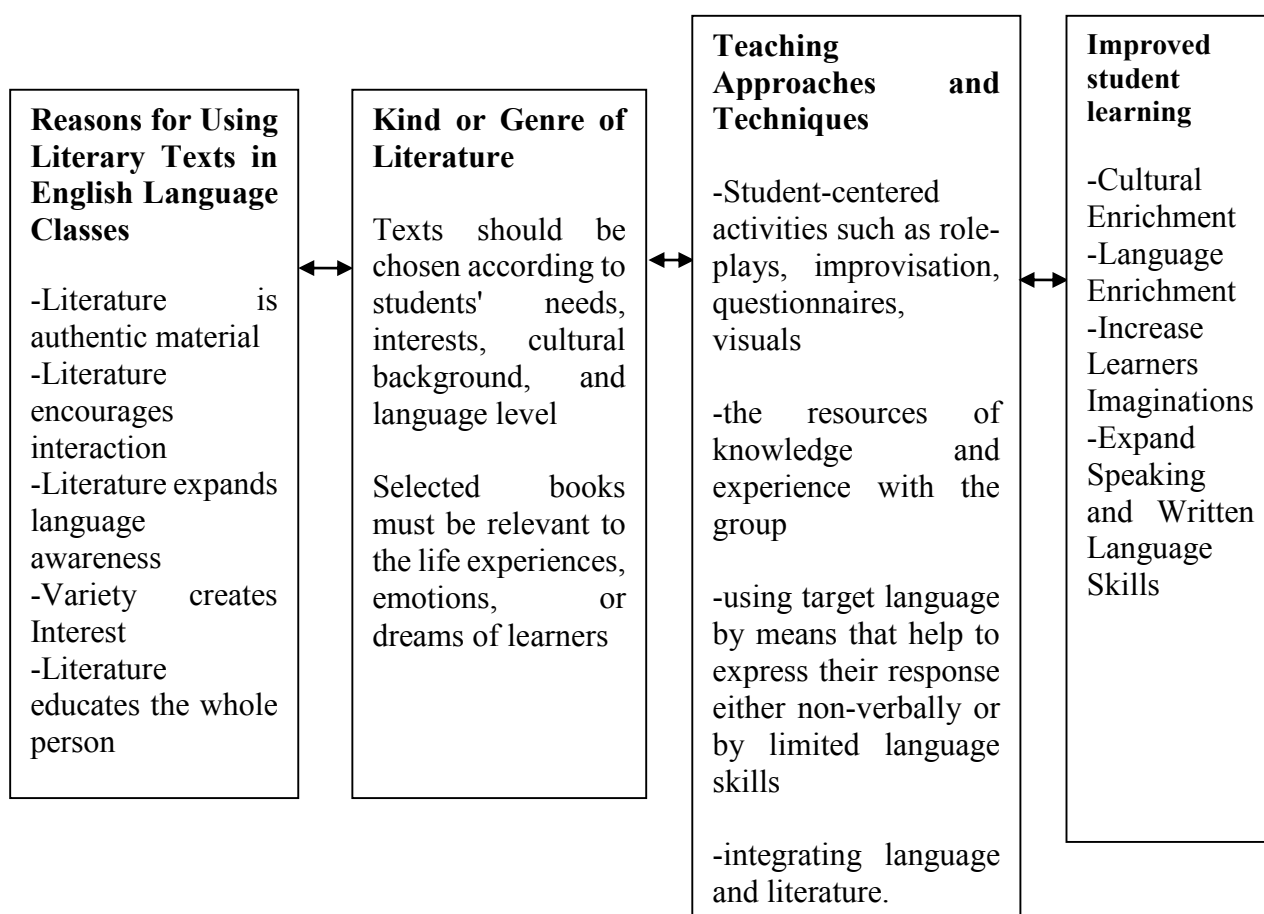 Reasons for Using
Literary Texts in
English Language
Classes
-Literature is
authentic material
-Literature
encourages
interaction
-Literature expands
language
awareness
-Variety creates
Interest
-Literature
educates the whole
person
Kind or Genre of
Literature
Texts should be
chosen according to
students' needs,
interests, cultural
background, and
language level
Selected books
must be relevant to
the life experiences,
emotions, or
dreams of learners
Teaching
Approaches and
Techniques
-Student-centered
activities such as role-
plays, improvisation,
questionnaires,
visuals
-the resources of
knowledge and
experience with the
group
-using target language
by means that help to
express their response
either non-verbally or
by limited language
skills
-integrating language
and literature.
Improved
student
learning
-Cultural
Enrichment
-Language
Enrichment
-Increase
Learners
Imaginations
-Expand
Speaking
and Written
Language
Skills